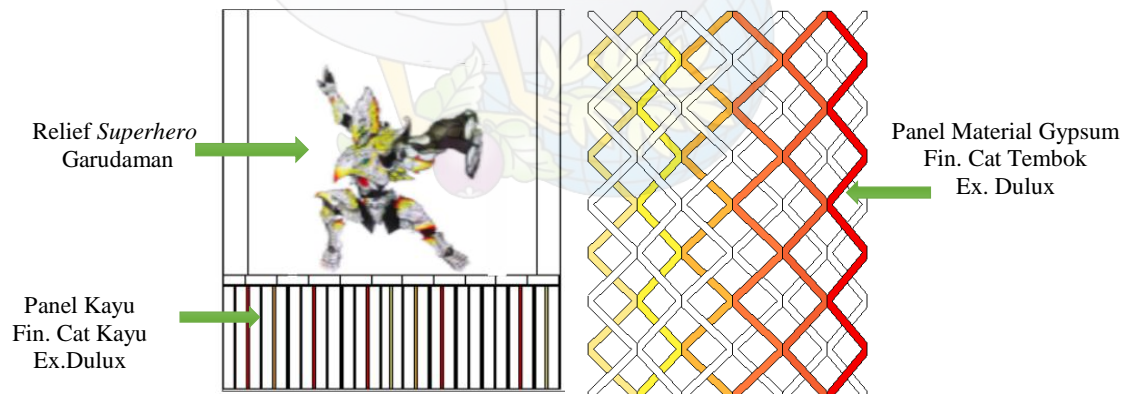 Relief Superhero
Garudaman
Panel Kayu
Fin. Cat Kayu
Ex.Dulux
Panel Material Gypsum
Fin. Cat Tembok
Ex. Dulux